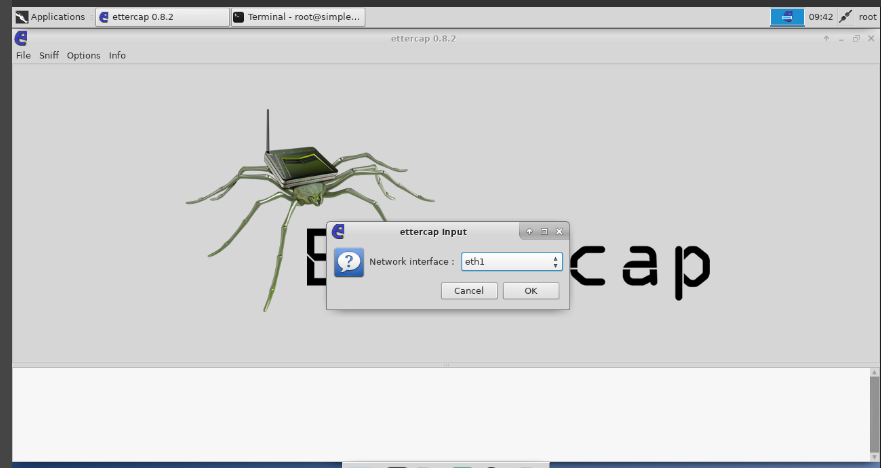 Applications
ettercap 0.8.2
Terminal - root@simple...
09:42
root
ettercap 0.8.2
File Sniff Options Info
E cap
ettercap Input
Network interface : eth1
Cancel OK